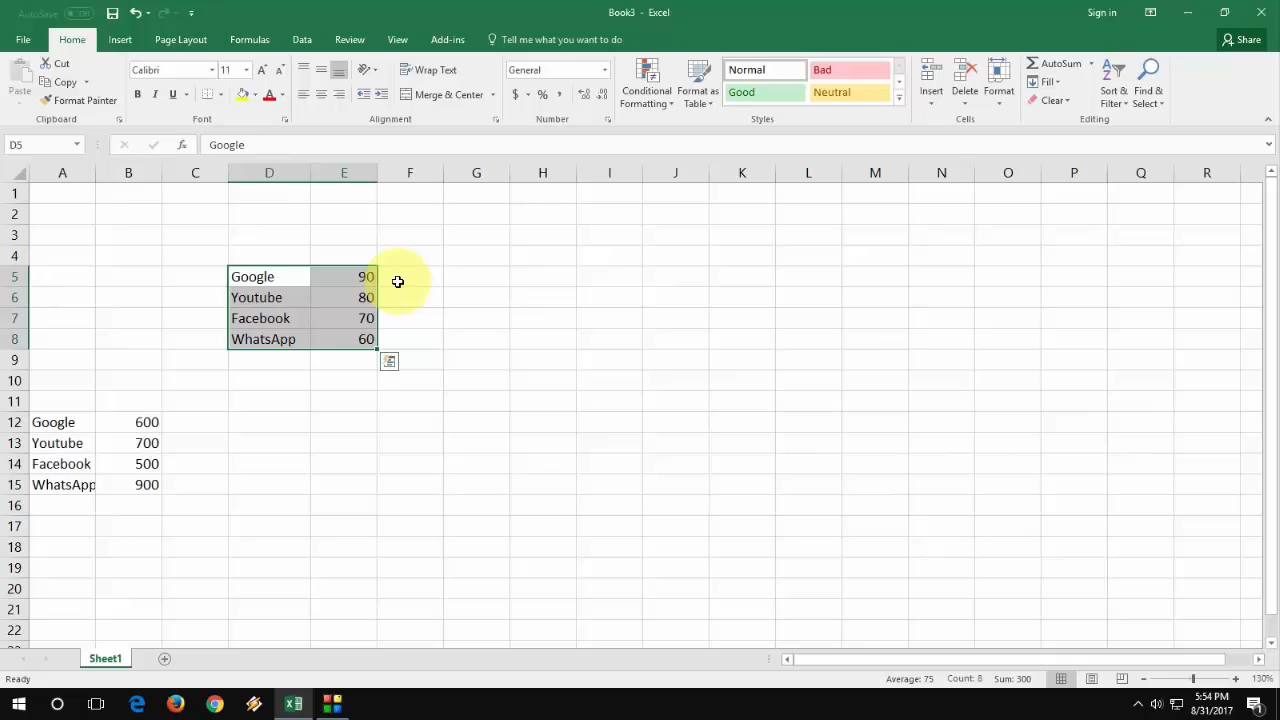 AutoSave Off
Book3 - Excel
Sign in
File Home Insert Page Layout Formulas Data Review View Add-ins Tell me what you want to do
Share
Paste
Cut
Copy
Format Painter
Clipboard
Calibri 11
B I U
Font
Wrap Text
Merge & Center
Alignment
General
$ % ,
Number
Conditional Formatting
Format as Table
Normal Bad
Good Neutral
Styles
Insert Delete Format
Cells
AutoSum
Fill
Clear
Sort & Filter
Find & Select
Editing
D5 fx Google
A B C D E F G H I J K L M N O P Q R
1
2
3
4
5 Google 90
6 Youtube 80
7 Facebook 70
8 WhatsApp 60
9
10
11
12 Google 600
13 Youtube 700
14 Facebook 500
15 WhatsApp 900
16
17
18
19
20
21
22
Sheet1
Ready
Average: 75 Count: 8 Sum: 300
130%
5:54 PM
8/31/2017